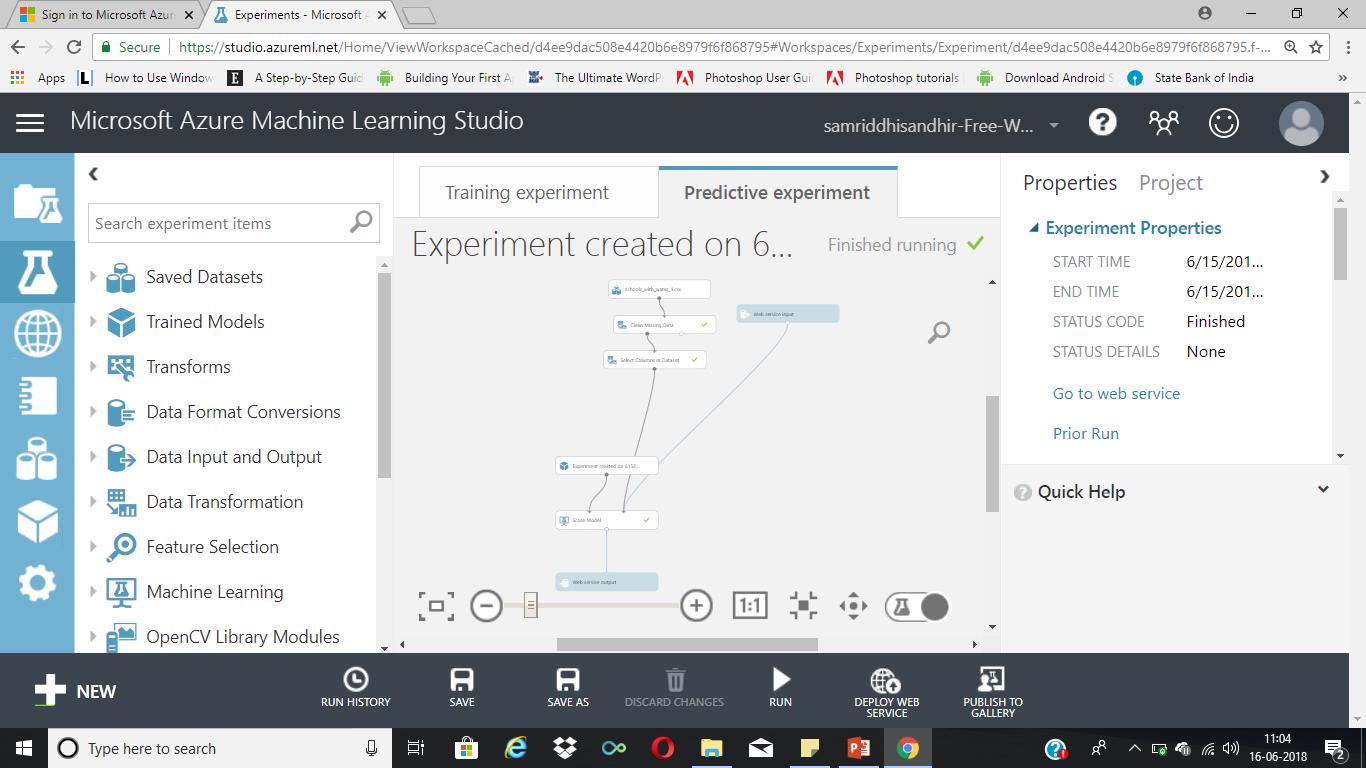 Sign in to Microsoft Azur
Experiments - Microsoft A
Secure
https://studio.azureml.net/Home/ViewWorkspaceCached/d4ee9dac508e4420b6e8979f6f868795#Workspaces/Experiments/Experiment/d4ee9dac508e4420b6e8979f6f868795.f-...
Apps
How to Use Window
A Step-by-Step Guid
Building Your First A
The Ultimate WordP
Photoshop User Gui
Photoshop tutorials
Download Android S
State Bank of India
»
Microsoft Azure Machine Learning Studio
samriddhisandhir-Free-W...
Search experiment items
Saved Datasets
Trained Models
Transforms
Data Format Conversions
Data Input and Output
Data Transformation
Feature Selection
Machine Learning
OpenCV Library Modules
Training experiment
Predictive experiment
Experiment created on 6...
Finished running
Clean Missing Data
Web service input
Select Columns in Dataset
Experiment created on 6152...
Score Model
Web service output
1:1
Properties
Project
Experiment Properties
START TIME 6/15/201...
END TIME 6/15/201...
STATUS CODE Finished
STATUS DETAILS None
Go to web service
Prior Run
Quick Help
NEW
RUN HISTORY
SAVE
SAVE AS
DISCARD CHANGES
RUN
DEPLOY WEB
SERVICE
PUBLISH TO
GALLERY
Type here to search
11:04
16-06-2018
2